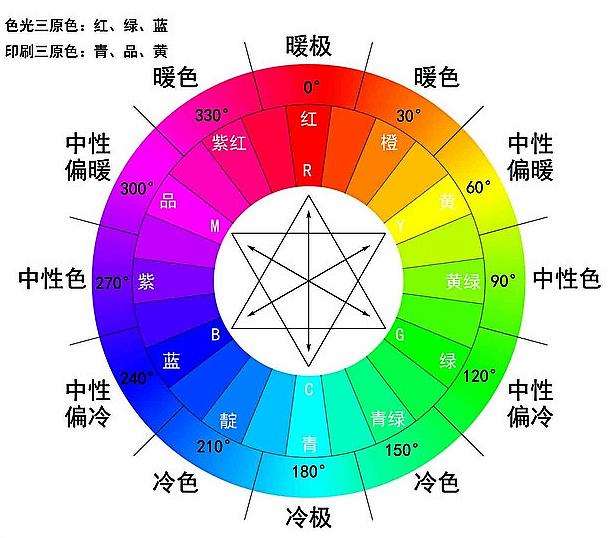 色光三原色：红、绿、蓝
印刷三原色：青、品、黄
暖极
暖色
暖色
中性
偏暖
中性
偏暖
中性色
中性色
中性
偏冷
中性
偏冷
冷色
冷色
冷极
0°
30°
60°
90°
120°
150°
180°
210°
240°
270°
300°
330°
红
橙
黄
黄绿
绿
青绿
青
靛
蓝
紫
品
紫红
R
Y
G
C
B
M